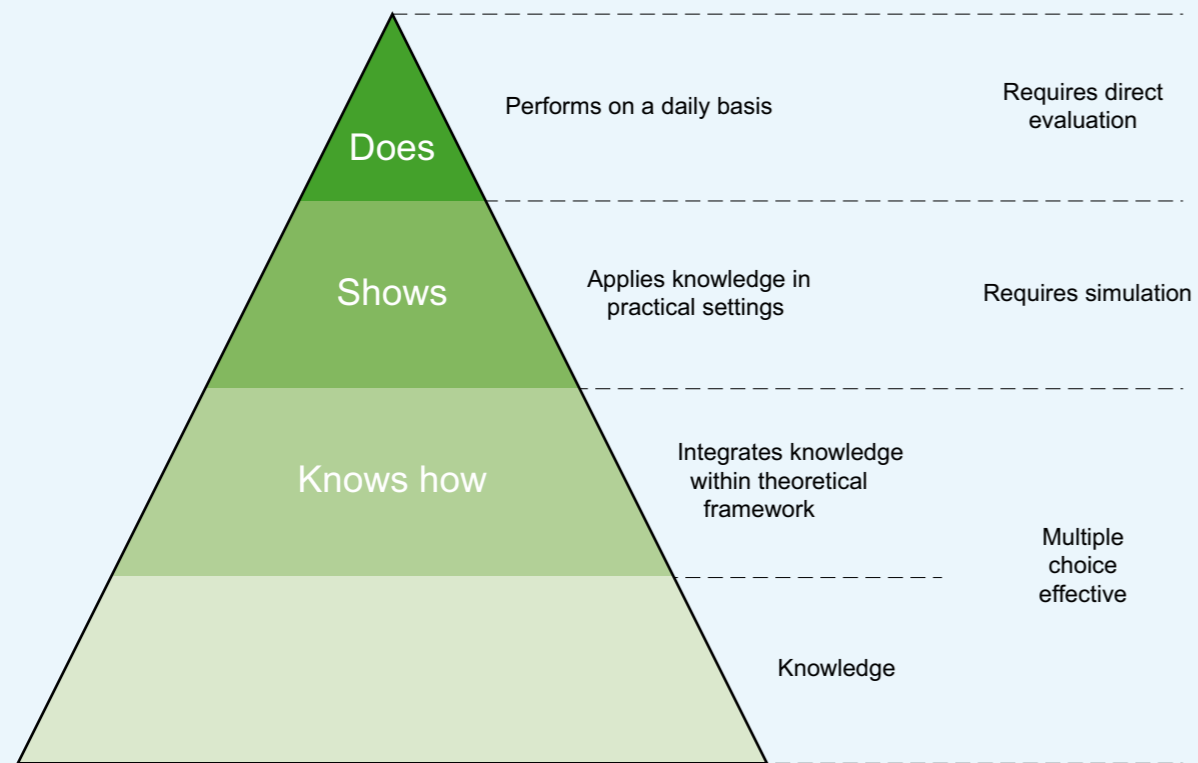 Does
Performs on a daily basis
Requires direct
evaluation
Shows
Applies knowledge in
practical settings
Requires simulation
Knows how
Integrates knowledge
within theoretical
framework
Multiple
choice
effective
Knowledge